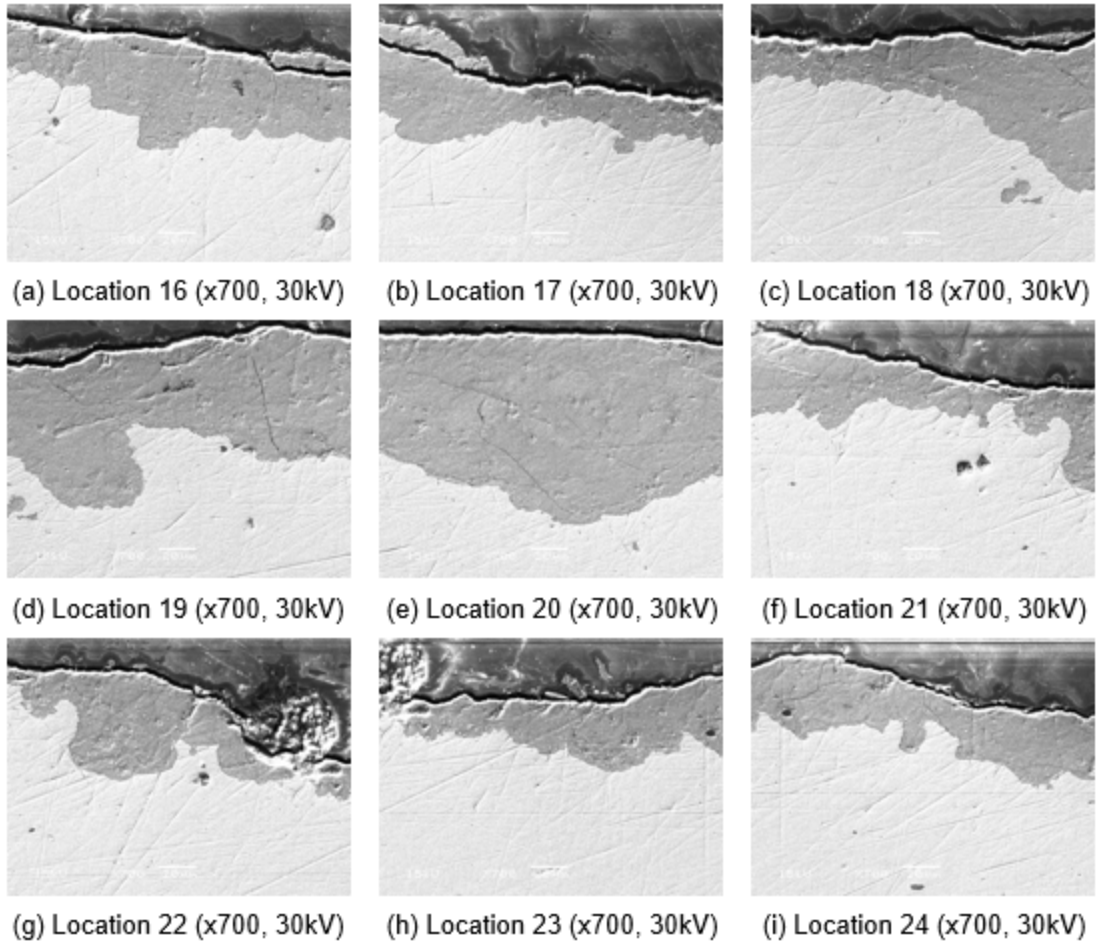 (a) Location 16 (x700, 30kV) (b) Location 17 (x700, 30kV) (c) Location 18 (x700, 30kV)
(d) Location 19 (x700, 30kV) (e) Location 20 (x700, 30kV) (f) Location 21 (x700, 30kV)
(g) Location 22 (x700, 30kV) (h) Location 23 (x700, 30kV) (i) Location 24 (x700, 30kV)